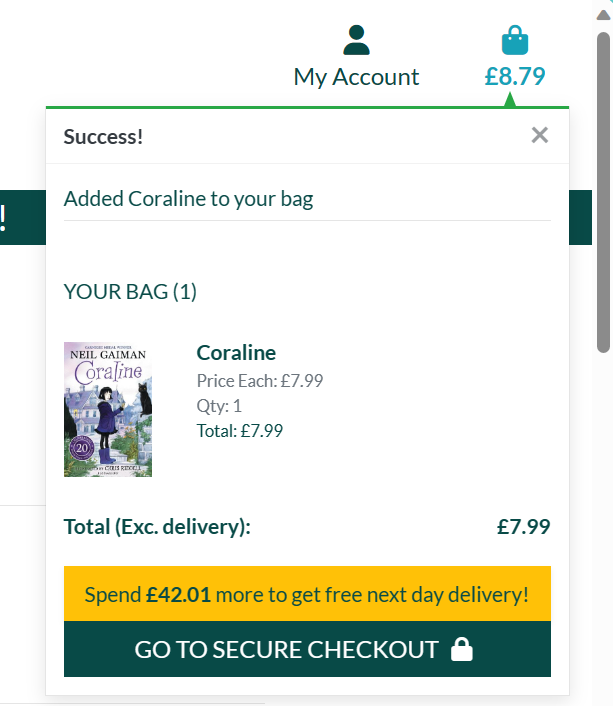 My Account
£8.79
Success!
!
Added Coraline to your bag
YOUR BAG (1)
NEIL GAIMAN
Coraline
20
CHRIS RIDDELL
Coraline
Price Each: £7.99
Qty: 1
Total: £7.99
Total (Exc. delivery): £7.99
Spend £42.01 more to get free next day delivery!
GO TO SECURE CHECKOUT